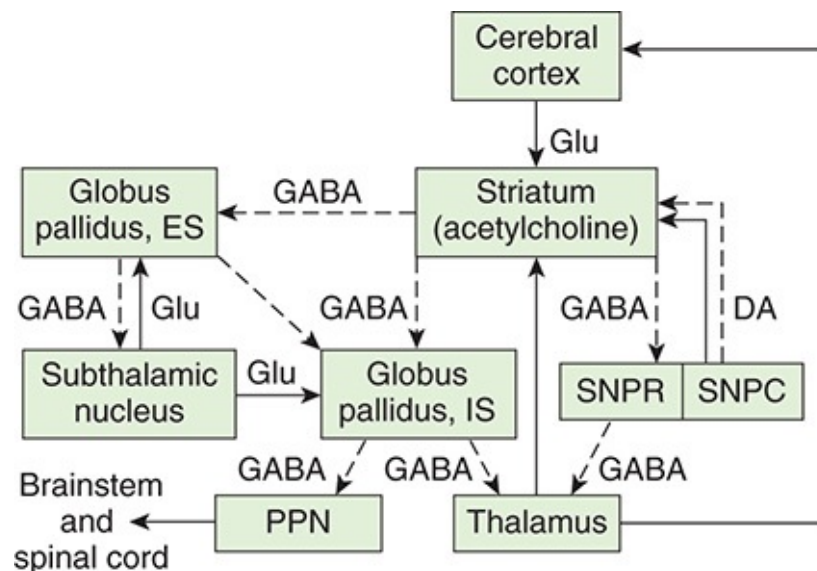 Cerebral
cortex
Glu
Globus
pallidus, ES
GABA
Striatum
(acetylcholine)
GABA
Glu
GABA
GABA
DA
Subthalamic
nucleus
Glu
Globus
pallidus, IS
SNPR
SNPC
GABA
GABA
GABA
Brainstem
and
spinal cord
PPN
Thalamus